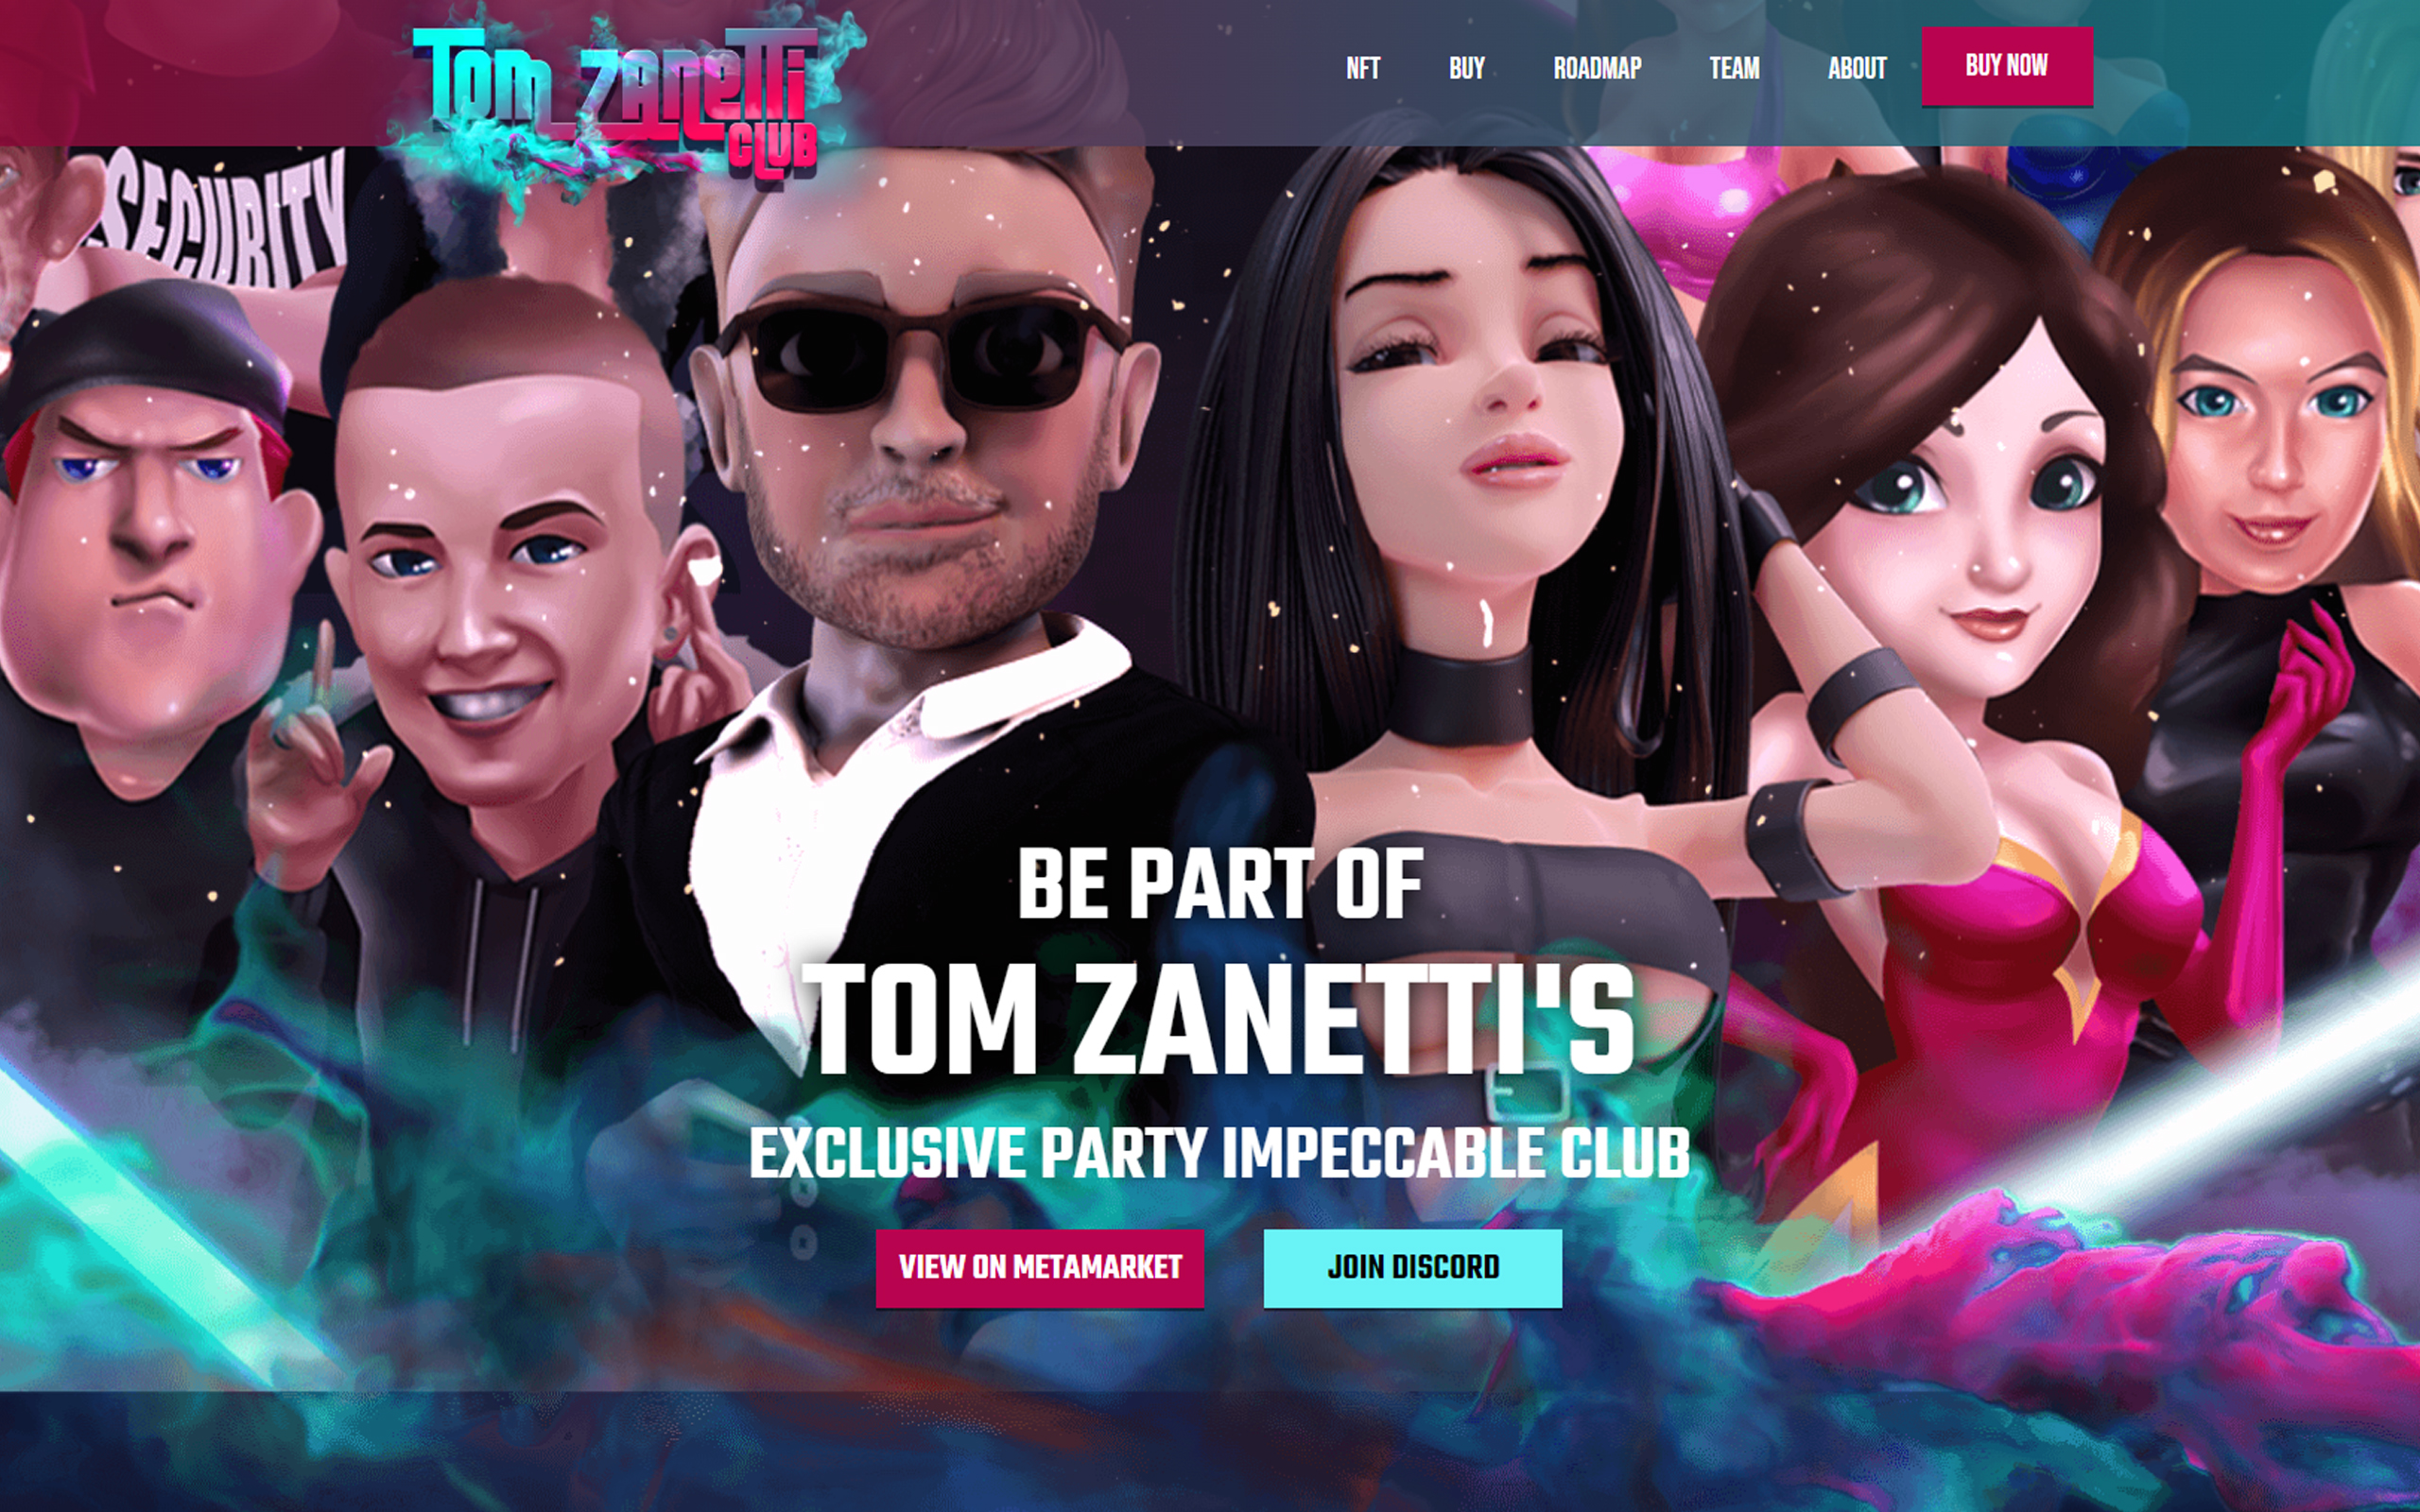 Tom Zanetti
CLUB
NFT
BUY
ROADMAP
TEAM
ABOUT
BUY NOW
SECURITY
BE PART OF
TOM ZANETTI'S
EXCLUSIVE PARTY IMPECCABLE CLUB
VIEW ON METAMARKET
JOIN DISCORD